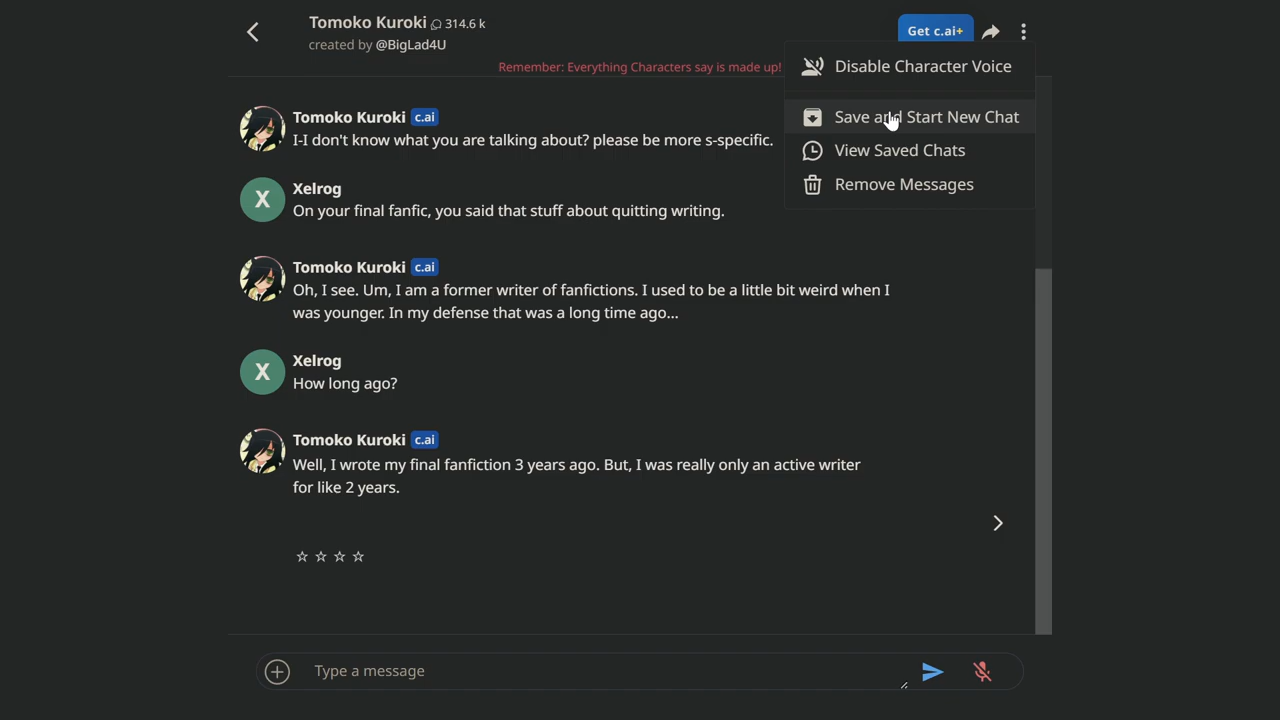 Tomoko Kuroki 314.6 k
created by @BigLad4U
Get c.ai+
Remember: Everything Characters say is made up!
Disable Character Voice
Save and Start New Chat
View Saved Chats
Remove Messages
Tomoko Kuroki c.ai
I-I don't know what you are talking about? please be more s-specific.
X
Xelrog
On your final fanfic, you said that stuff about quitting writing.
Tomoko Kuroki c.ai
Oh, I see. Um, I am a former writer of fanfictions. I used to be a little bit weird when I
was younger. In my defense that was a long time ago...
X
Xelrog
How long ago?
Tomoko Kuroki c.ai
Well, I wrote my final fanfiction 3 years ago. But, I was really only an active writer
for like 2 years.
Type a message